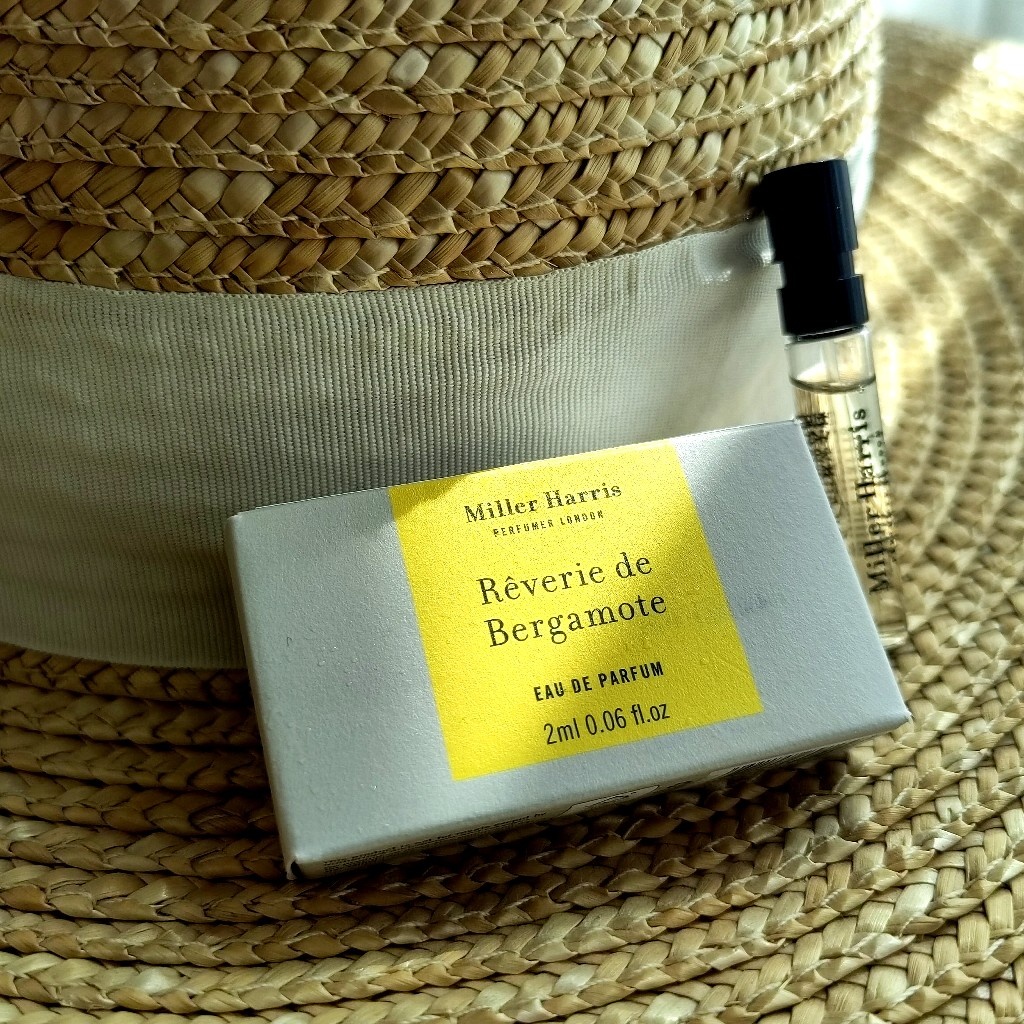 Miller Harris
PERFUMER LONDON
Rêverie de
Bergamote
EAU DE PARFUM
2ml 0.06 fl.oz
Miller Harris